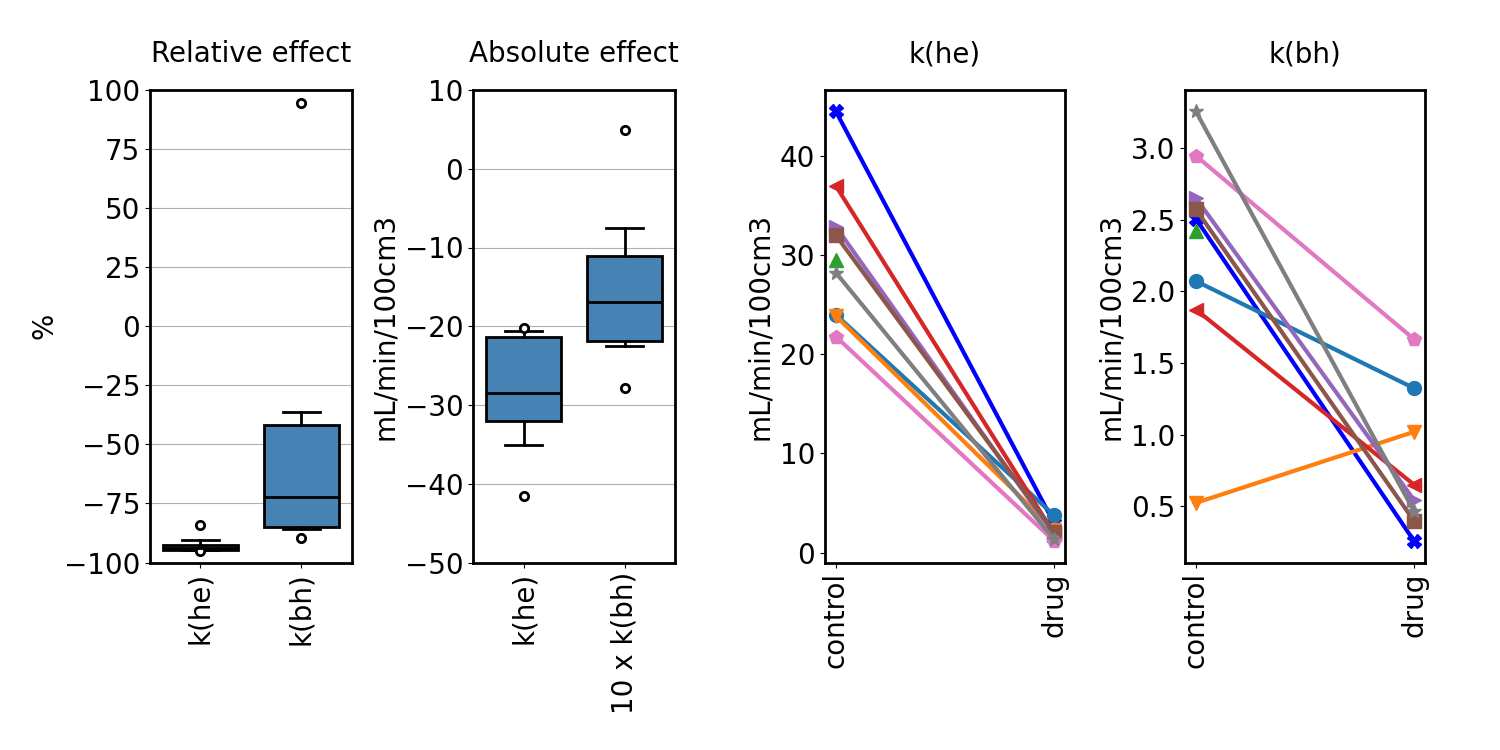 Relative effect
%
100
75
50
25
0
−25
−50
−75
−100
k(he)
k(bh)
Absolute effect
mL/min/100cm3
10
0
−10
−20
−30
−40
−50
k(he)
10 x k(bh)
k(he)
mL/min/100cm3
40
30
20
10
0
control
drug
k(bh)
mL/min/100cm3
3.0
2.5
2.0
1.5
1.0
0.5
control
drug